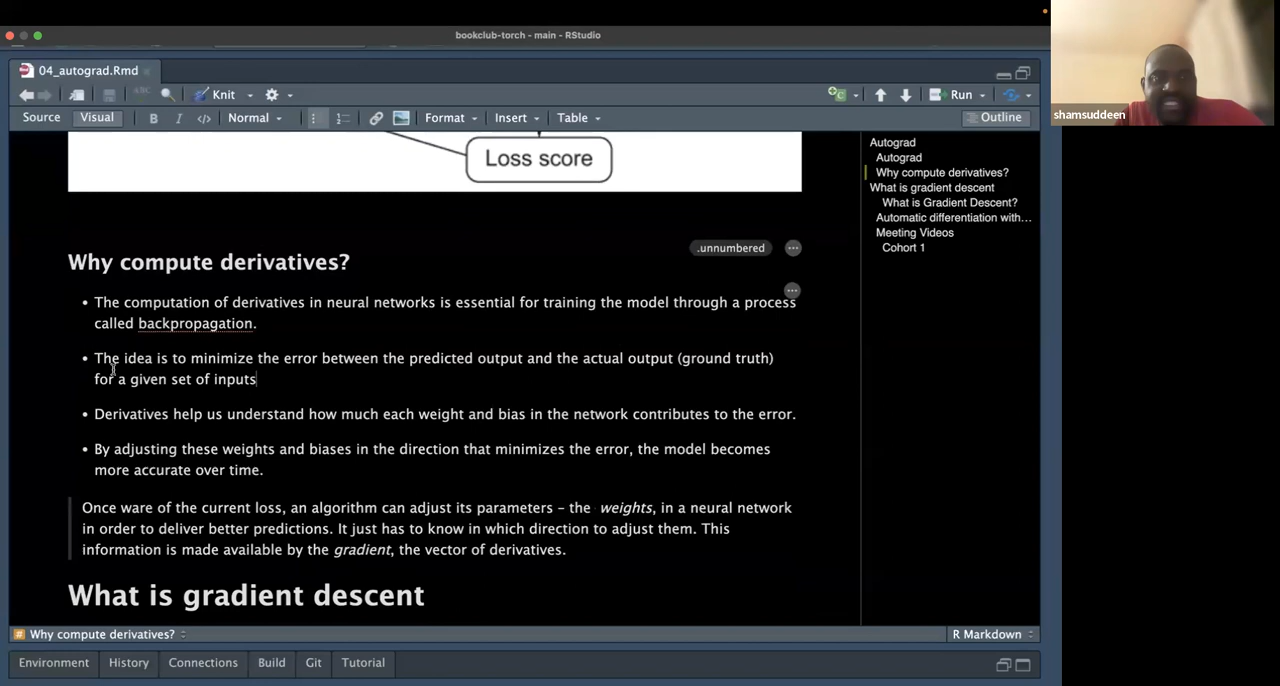 bookclub-torch - main - RStudio
04_autograd.Rmd
ABC
Knit
Run
Source
Visual
B
I
Normal
Format
Insert
Table
Outline
shamsuddeen
Loss score
Why compute derivatives?
.unnumbered
• The computation of derivatives in neural networks is essential for training the model through a process
called backpropagation.
• The idea is to minimize the error between the predicted output and the actual output (ground truth)
for a given set of inputs
• Derivatives help us understand how much each weight and bias in the network contributes to the error.
• By adjusting these weights and biases in the direction that minimizes the error, the model becomes
more accurate over time.
Once ware of the current loss, an algorithm can adjust its parameters – the weights, in a neural network
in order to deliver better predictions. It just has to know in which direction to adjust them. This
information is made available by the gradient, the vector of derivatives.
What is gradient descent
Autograd
Autograd
Why compute derivatives?
What is gradient descent
What is Gradient Descent?
Automatic differentiation with…
Meeting Videos
Cohort 1
# Why compute derivatives?
R Markdown
Environment
History
Connections
Build
Git
Tutorial